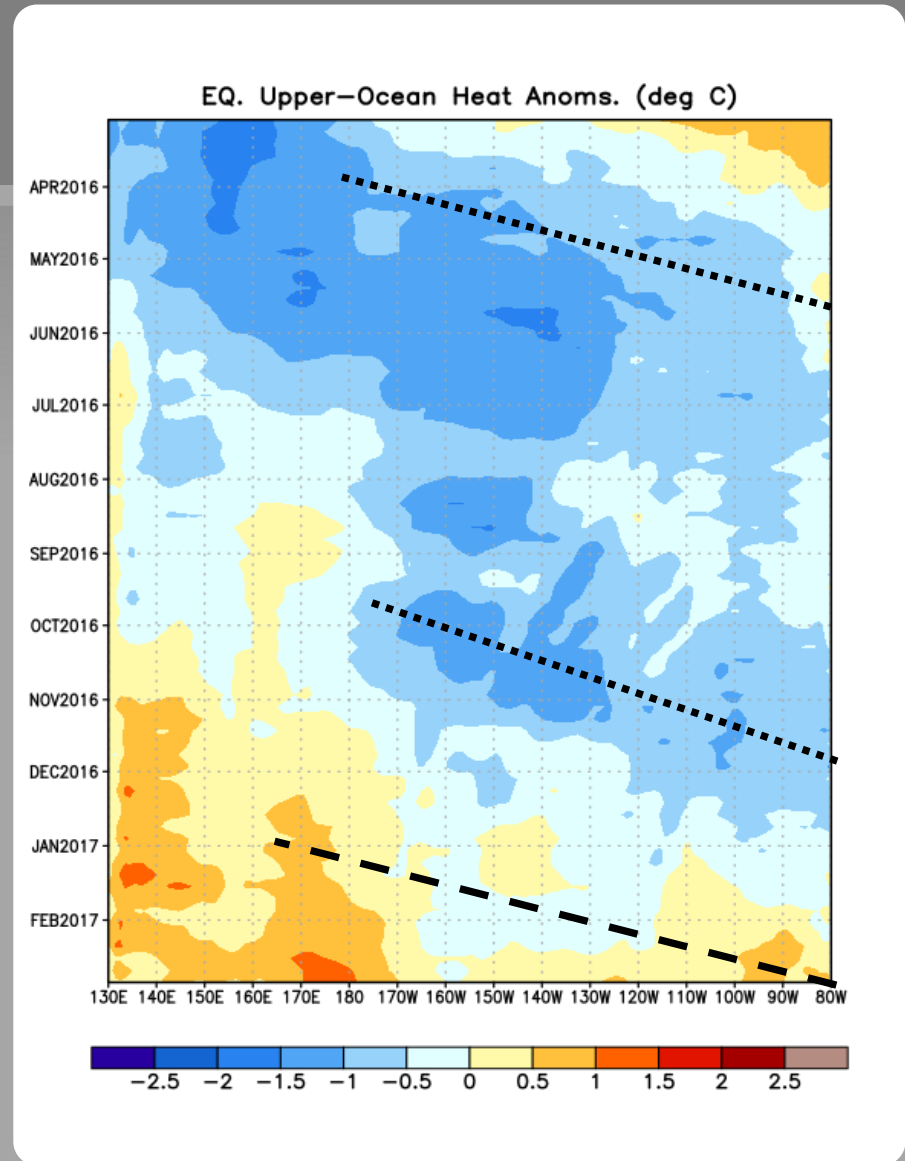 EQ. Upper-Ocean Heat Anoms. (deg C)
APR2016
MAY2016
JUN2016
JUL2016
AUG2016
SEP2016
OCT2016
NOV2016
DEC2016
JAN2017
FEB2017
130E 140E 150E 160E 170E 180 170W 160W 150W 140W 130W 120W 110W 100W 90W 80W
−2.5 −2 −1.5 −1 −0.5 0 0.5 1 1.5 2 2.5